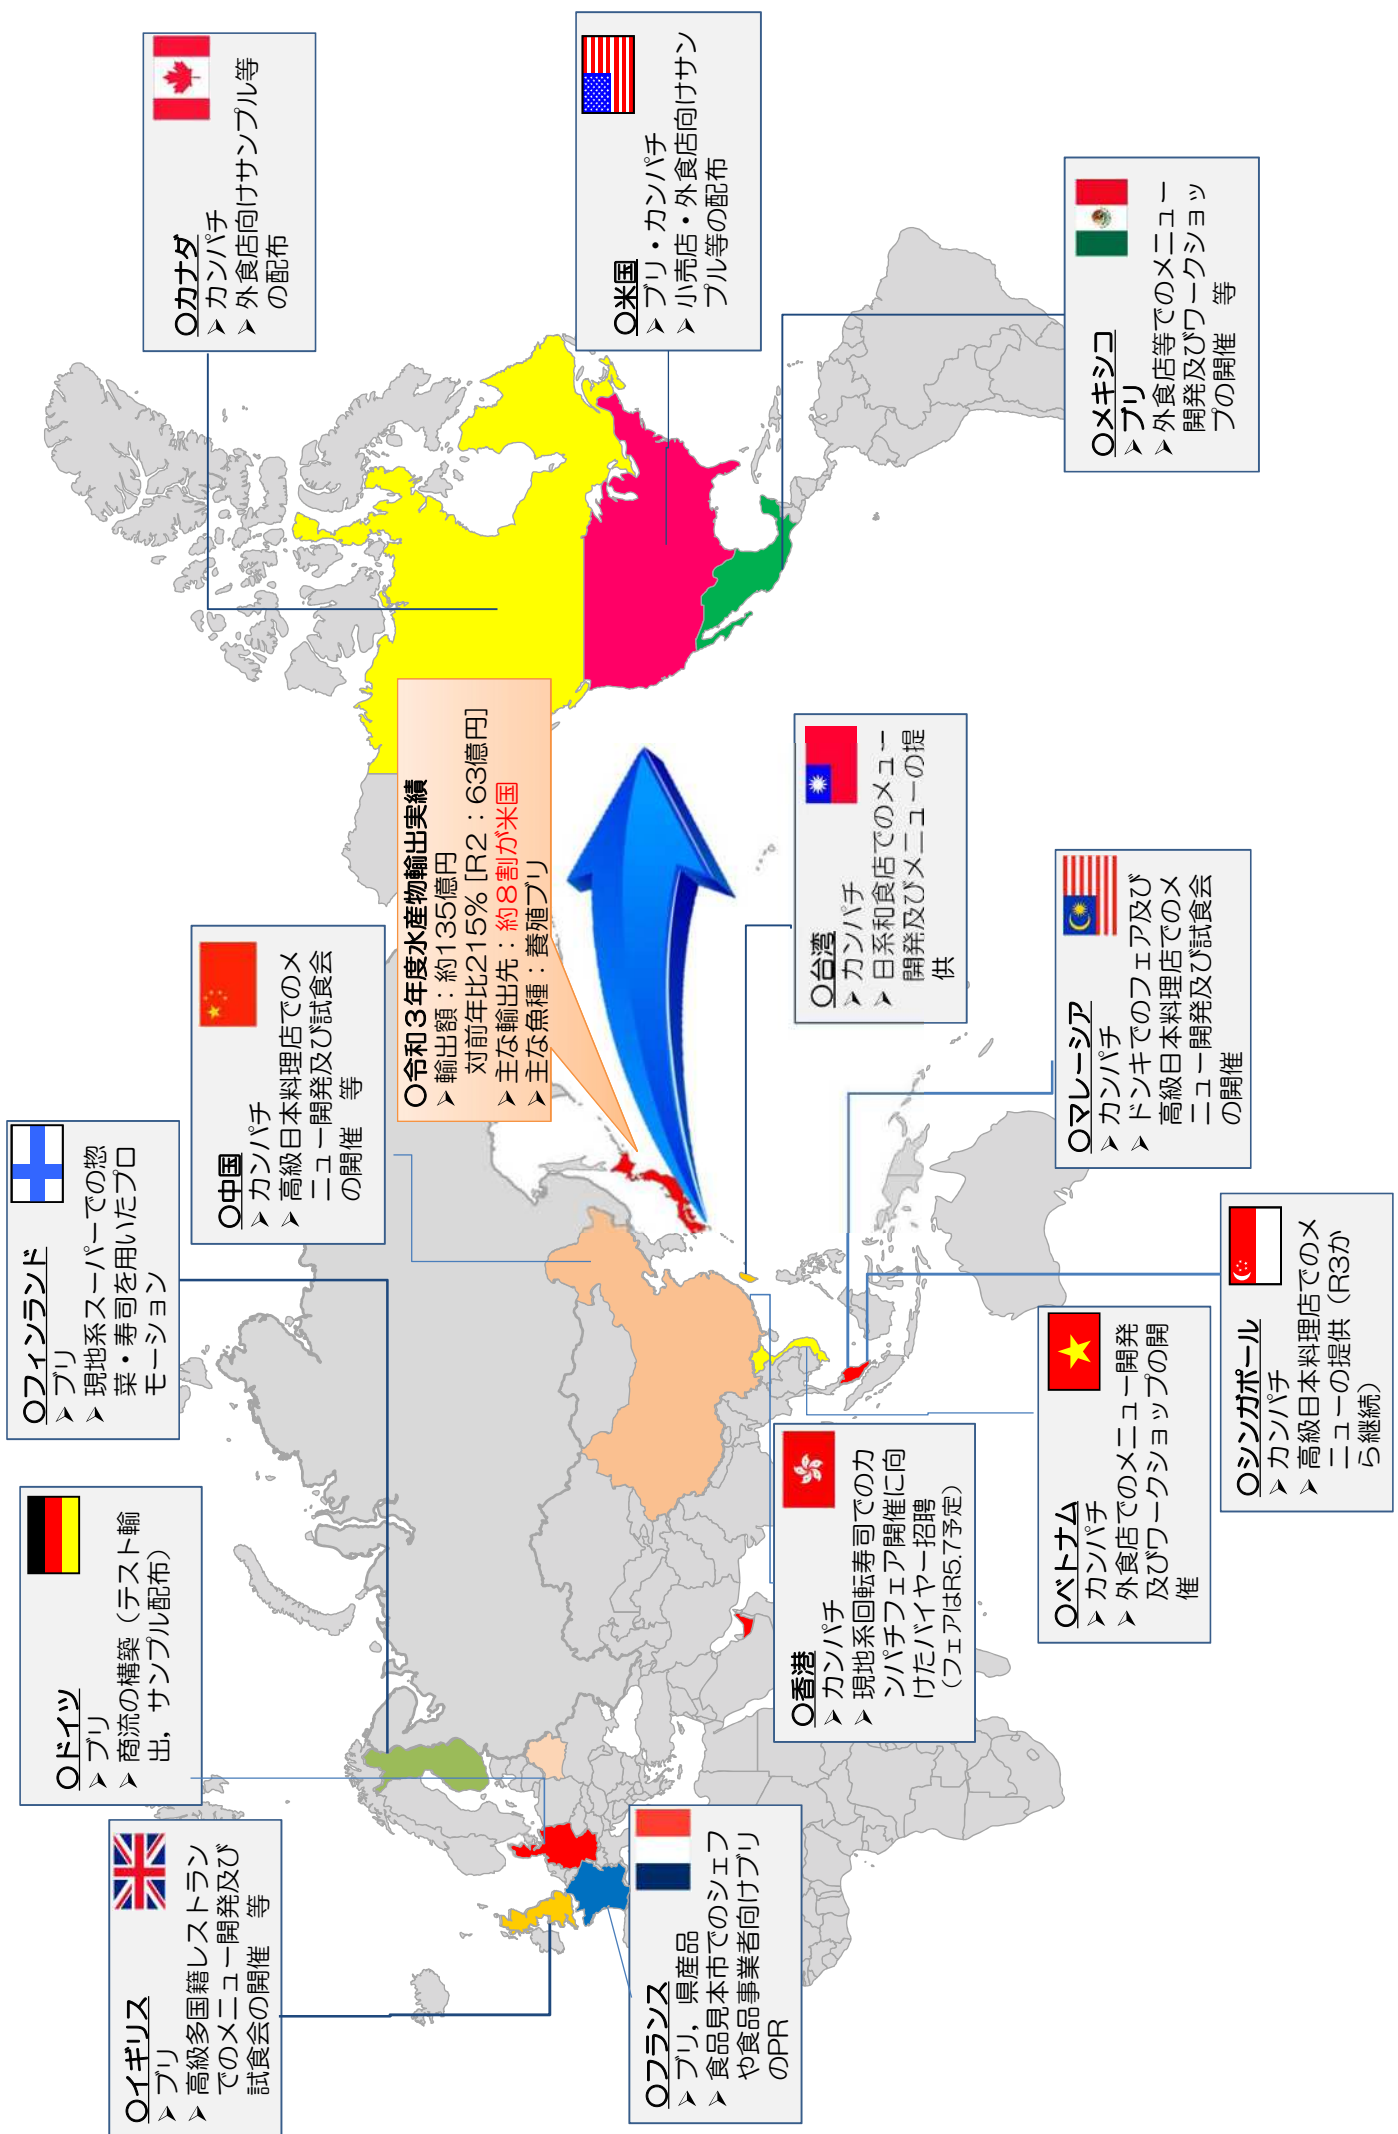 〇イギリス
➢ ブリ
➢ 高級多国籍レストラン
でのメニュー開発及び
試食会の開催　等
〇ドイツ
➢ ブリ
➢ 商流の構築（テスト輸
出，サンプル配布）
〇フィンランド
➢ ブリ
➢ 現地系スーパーでの惣
菜・寿司を用いたプロ
モーション
〇中国
➢ カンパチ
➢ 高級日本料理店でのメ
ニュー開発及び試食会
の開催　等
〇カナダ
➢ カンパチ
➢ 外食店向けサンプル等
の配布
〇令和３年度水産物輸出実績
➢ 輸出額：約135億円
対前年比215%［R2：63億円］
➢ 主な輸出先：約８割が米国
➢ 主な魚種：養殖ブリ
〇米国
➢ ブリ・カンパチ
➢ 小売店・外食店向けサン
プル等の配布
〇フランス
➢ ブリ，県産品
➢ 食品見本市でのシェフ
や食品事業者向けブリ
のPR
〇香港
➢ カンパチ
➢ 現地系回転寿司でのカ
ンパチフェア開催に向
けたバイヤー招聘
（フェアはR5.7予定）
〇台湾
➢ カンパチ
➢ 日系和食店でのメュー
開発及びメニューの提
供
〇ベトナム
➢ カンパチ
➢ 外食店でのメニュー開発
及びワークショップの開
催
〇マレーシア
➢ カンパチ
➢ ドンキでのフェア及び
高級日本料理店でのメ
ニュー開発及び試食会
の開催
〇メキシコ
➢ ブリ
➢ 外食店等でのメニュー
開発及びワークショッ
プの開催　等
〇シンガポール
➢ カンパチ
➢ 高級日本料理店でのメ
ニューの提供（R3か
ら継続）